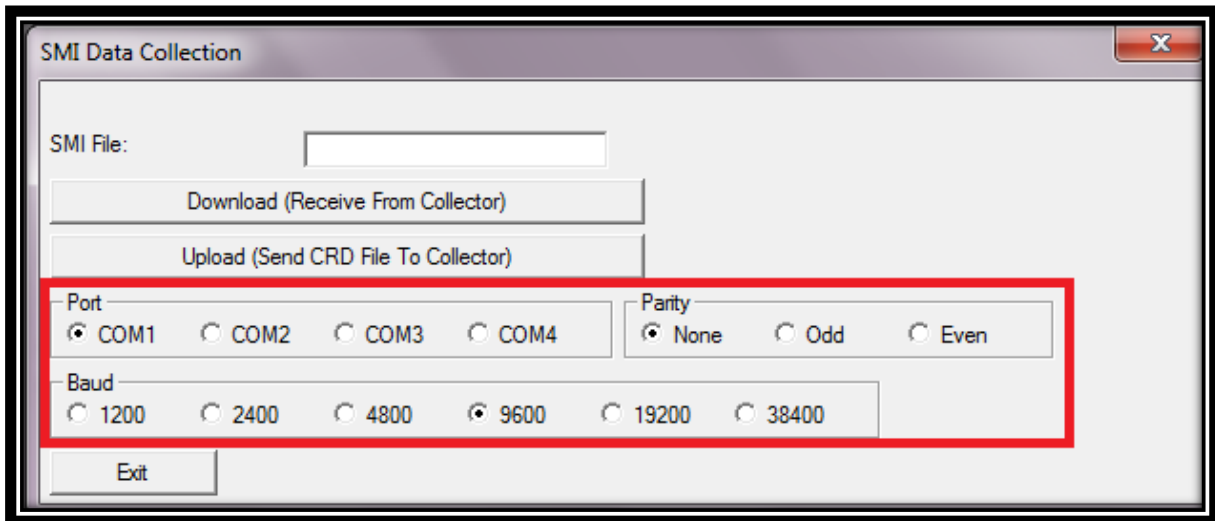 SMI Data Collection
SMI File:
Download (Receive From Collector)
Upload (Send CRD File To Collector)
Port
Parity
COM1 COM2 COM3 COM4 None Odd Even
Baud
1200 2400 4800 9600 19200 38400
Exit